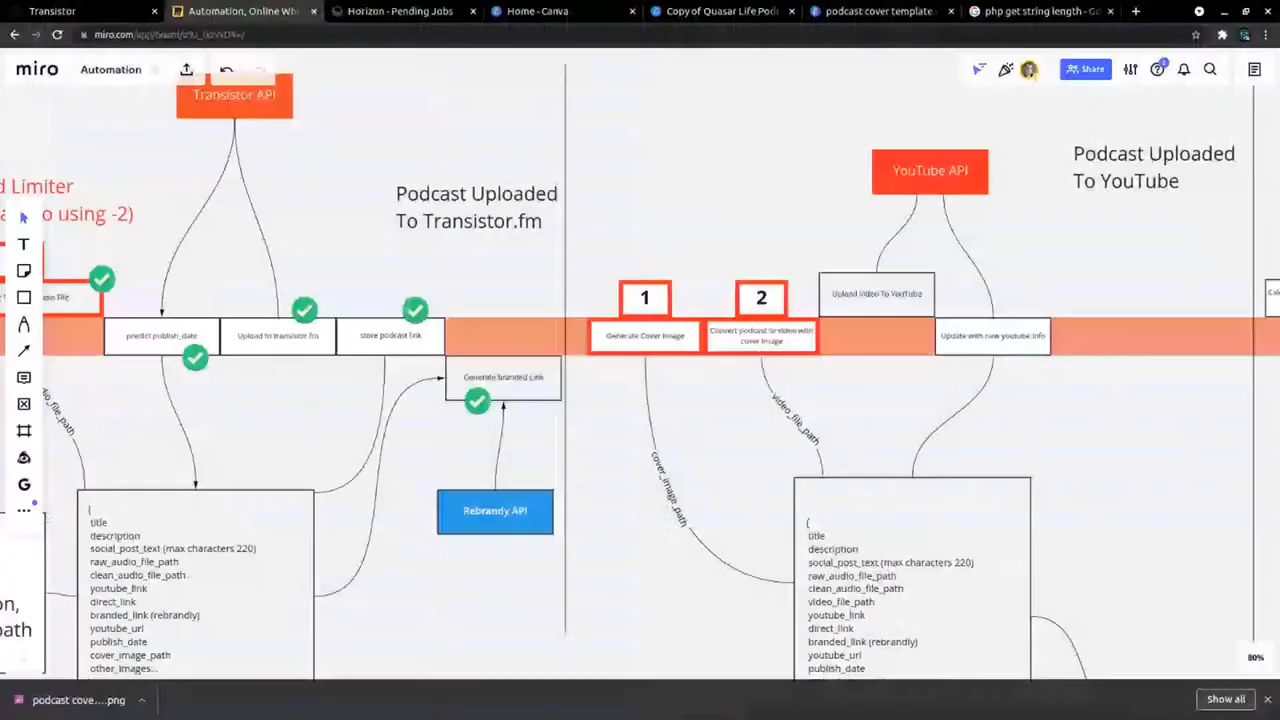 Transistor
Automation, Online Wh
Horizon - Pending Jobs
Home - Canva
Copy of Quasar Life Pod
podcast cover template
php get string length - Go
miro
Automation
Share
Transistor API
d Limiter
o using -2)
Podcast Uploaded
To Transistor.fm
YouTube API
Podcast Uploaded
To YouTube
predict publish_date
Upload to transistor.fm
store podcast link
Generate branded Link
Rebrandy API
1
2
Generate Cover Image
Convert podcast to video with
cover image
Upload Video To YouTube
Update with new youtube info
io_file_path
cover_image_path
video_file_path
{
title
description
social_post_text (max characters 220)
raw_audio_file_path
clean_audio_file_path
youtube_link
direct_link
branded_link (rebrandly)
youtube_url
publish_date
cover_image_path
other_images...
{
title
description
social_post_text (max characters 220)
raw_audio_file_path
clean_audio_file_path
video_file_path
youtube_link
direct_link
branded_link (rebrandly)
youtube_url
publish_date
on,
path
80%
podcast cove....png
Show all